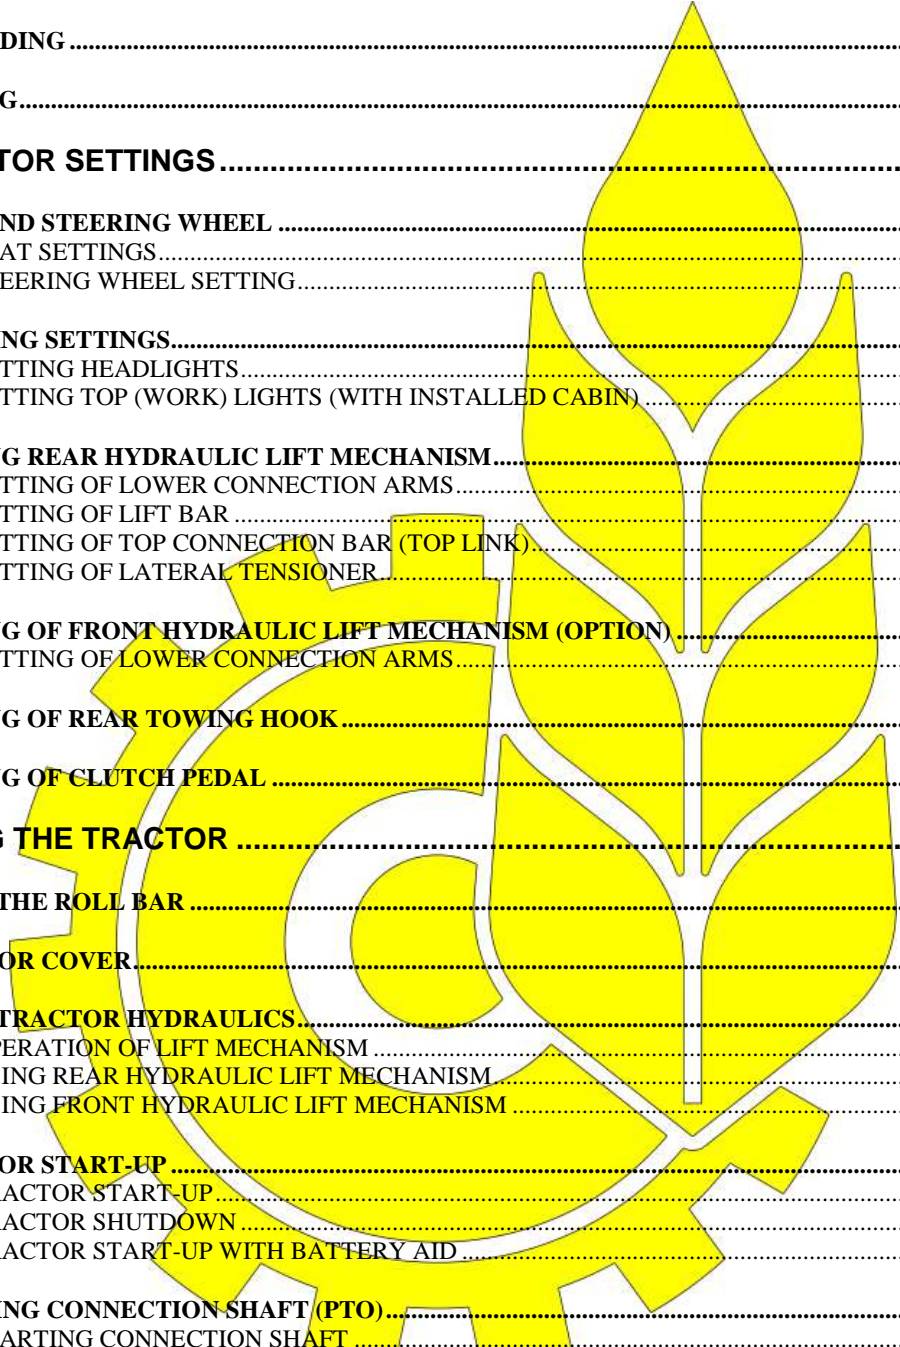 DING ........................................................
G........................................................
TOR SETTINGS........................................................
ND STEERING WHEEL ........................................................
AT SETTINGS........................................................
EERING WHEEL SETTING........................................................
NG SETTINGS........................................................
TTING HEADLIGHTS........................................................
TTING TOP (WORK) LIGHTS (WITH INSTALLED CABIN) ........................................................
G REAR HYDRAULIC LIFT MECHANISM........................................................
TTING OF LOWER CONNECTION ARMS........................................................
TTING OF LIFT BAR ........................................................
TTING OF TOP CONNECTION BAR (TOP LINK)........................................................
TTING OF LATERAL TENSIONER........................................................
G OF FRONT HYDRAULIC LIFT MECHANISM (OPTION) ........................................................
TTING OF LOWER CONNECTION ARMS........................................................
G OF REAR TOWING HOOK ........................................................
G OF CLUTCH PEDAL ........................................................
G THE TRACTOR ........................................................
THE ROLL BAR ........................................................
OR COVER........................................................
TRACTOR HYDRAULICS........................................................
PERATION OF LIFT MECHANISM ........................................................
ING REAR HYDRAULIC LIFT MECHANISM........................................................
ING FRONT HYDRAULIC LIFT MECHANISM ........................................................
OR START-UP ........................................................
RACTOR START-UP........................................................
RACTOR SHUTDOWN ........................................................
RACTOR START-UP WITH BATTERY AID ........................................................
ING CONNECTION SHAFT (PTO) ........................................................
ARTING CONNECTION SHAFT ........................................................